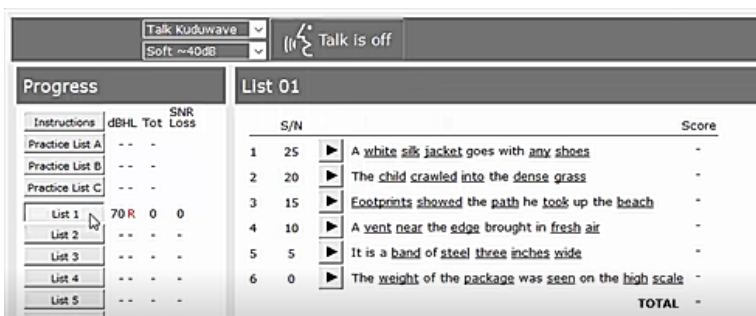 Talk Kuduwave
Soft ~40dB
Talk is off
Progress
Instructions dBHL Tot SNR Loss
Practice List A - - -
Practice List B - - -
Practice List C - - -
List 1 70 R 0 0
List 2 - - - -
List 3 - - - -
List 4 - - - -
List 5 - - - -
List 01
S/N Score
1 25 A white silk jacket goes with any shoes -
2 20 The child crawled into the dense grass -
3 15 Footprints showed the path he took up the beach -
4 10 A vent near the edge brought in fresh air -
5 5 It is a band of steel three inches wide -
6 0 The weight of the package was seen on the high scale -
TOTAL -